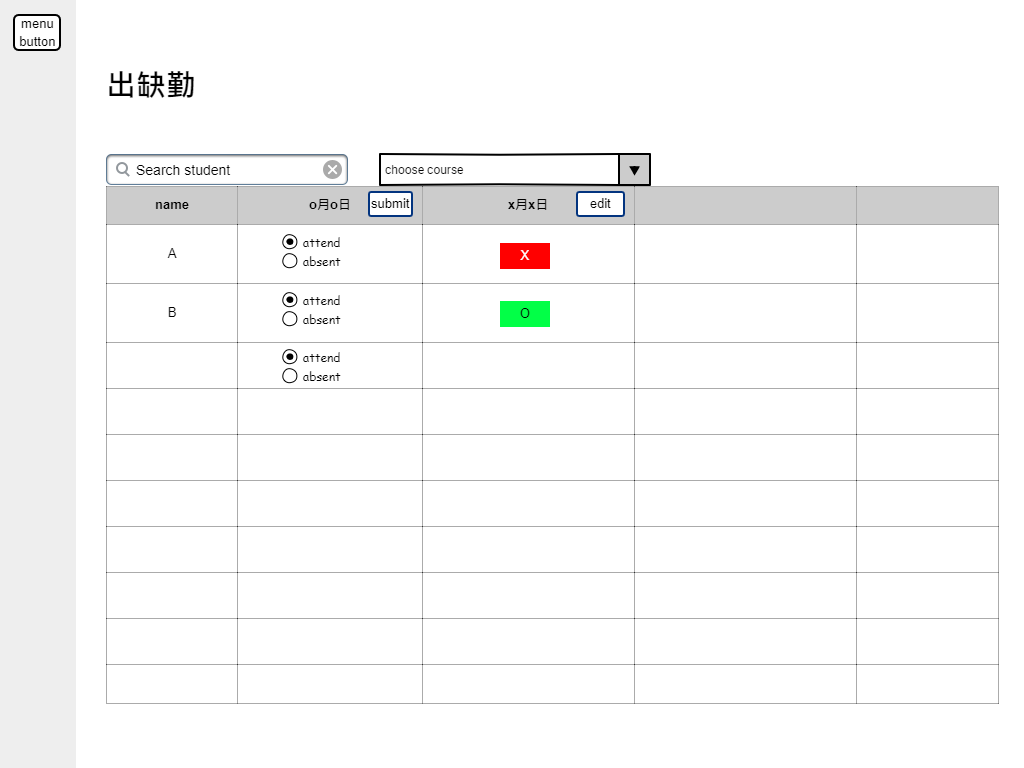 menu
button
出缺勤
Search student
choose course
name
o月o日
submit
x月x日
edit
A
attend
absent
X
B
attend
absent
O
attend
absent